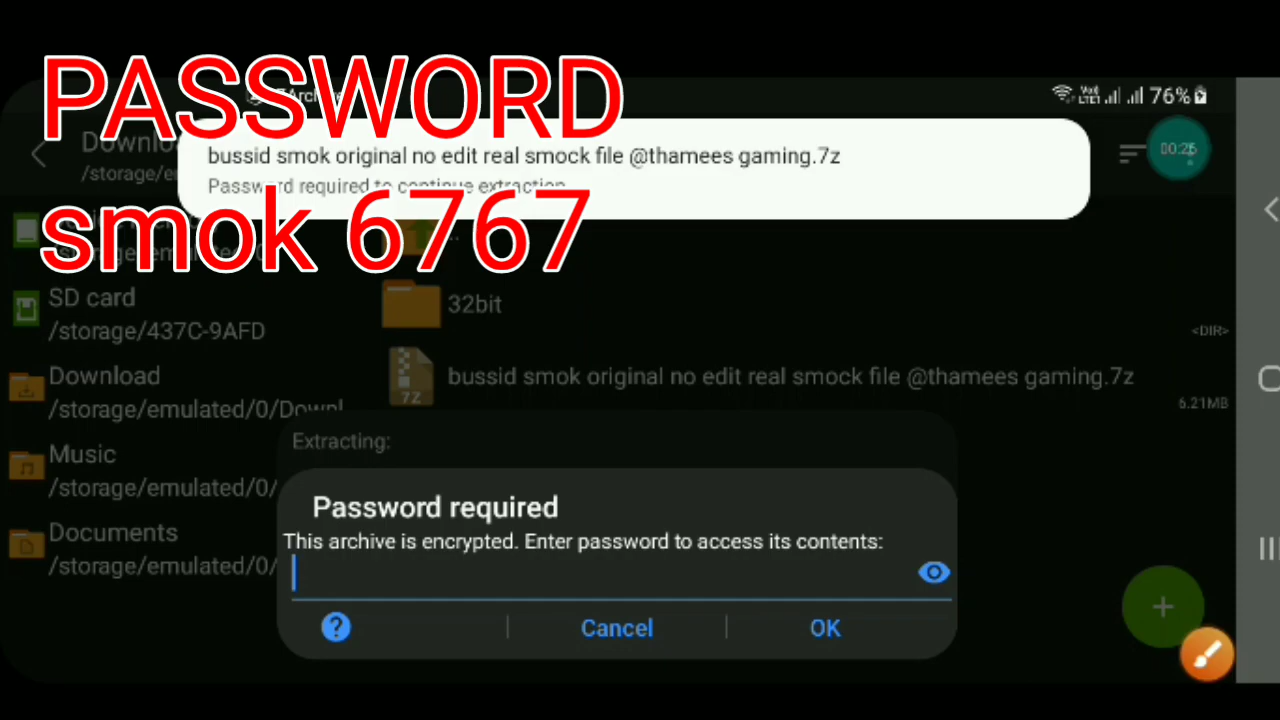 PASSWORD
smok 6767
76%
00:26
bussid smok original no edit real smock file @thamees gaming.7z
Password required to continue extraction
..
SD card
/storage/437C-9AFD
32bit
<DIR>
Download
/storage/emulated/0/Downl
bussid smok original no edit real smock file @thamees gaming.7z
7Z
6.21MB
Music
/storage/emulated/0/
Documents
/storage/emulated/0/
Extracting:
Password required
This archive is encrypted. Enter password to access its contents:
?
Cancel
OK